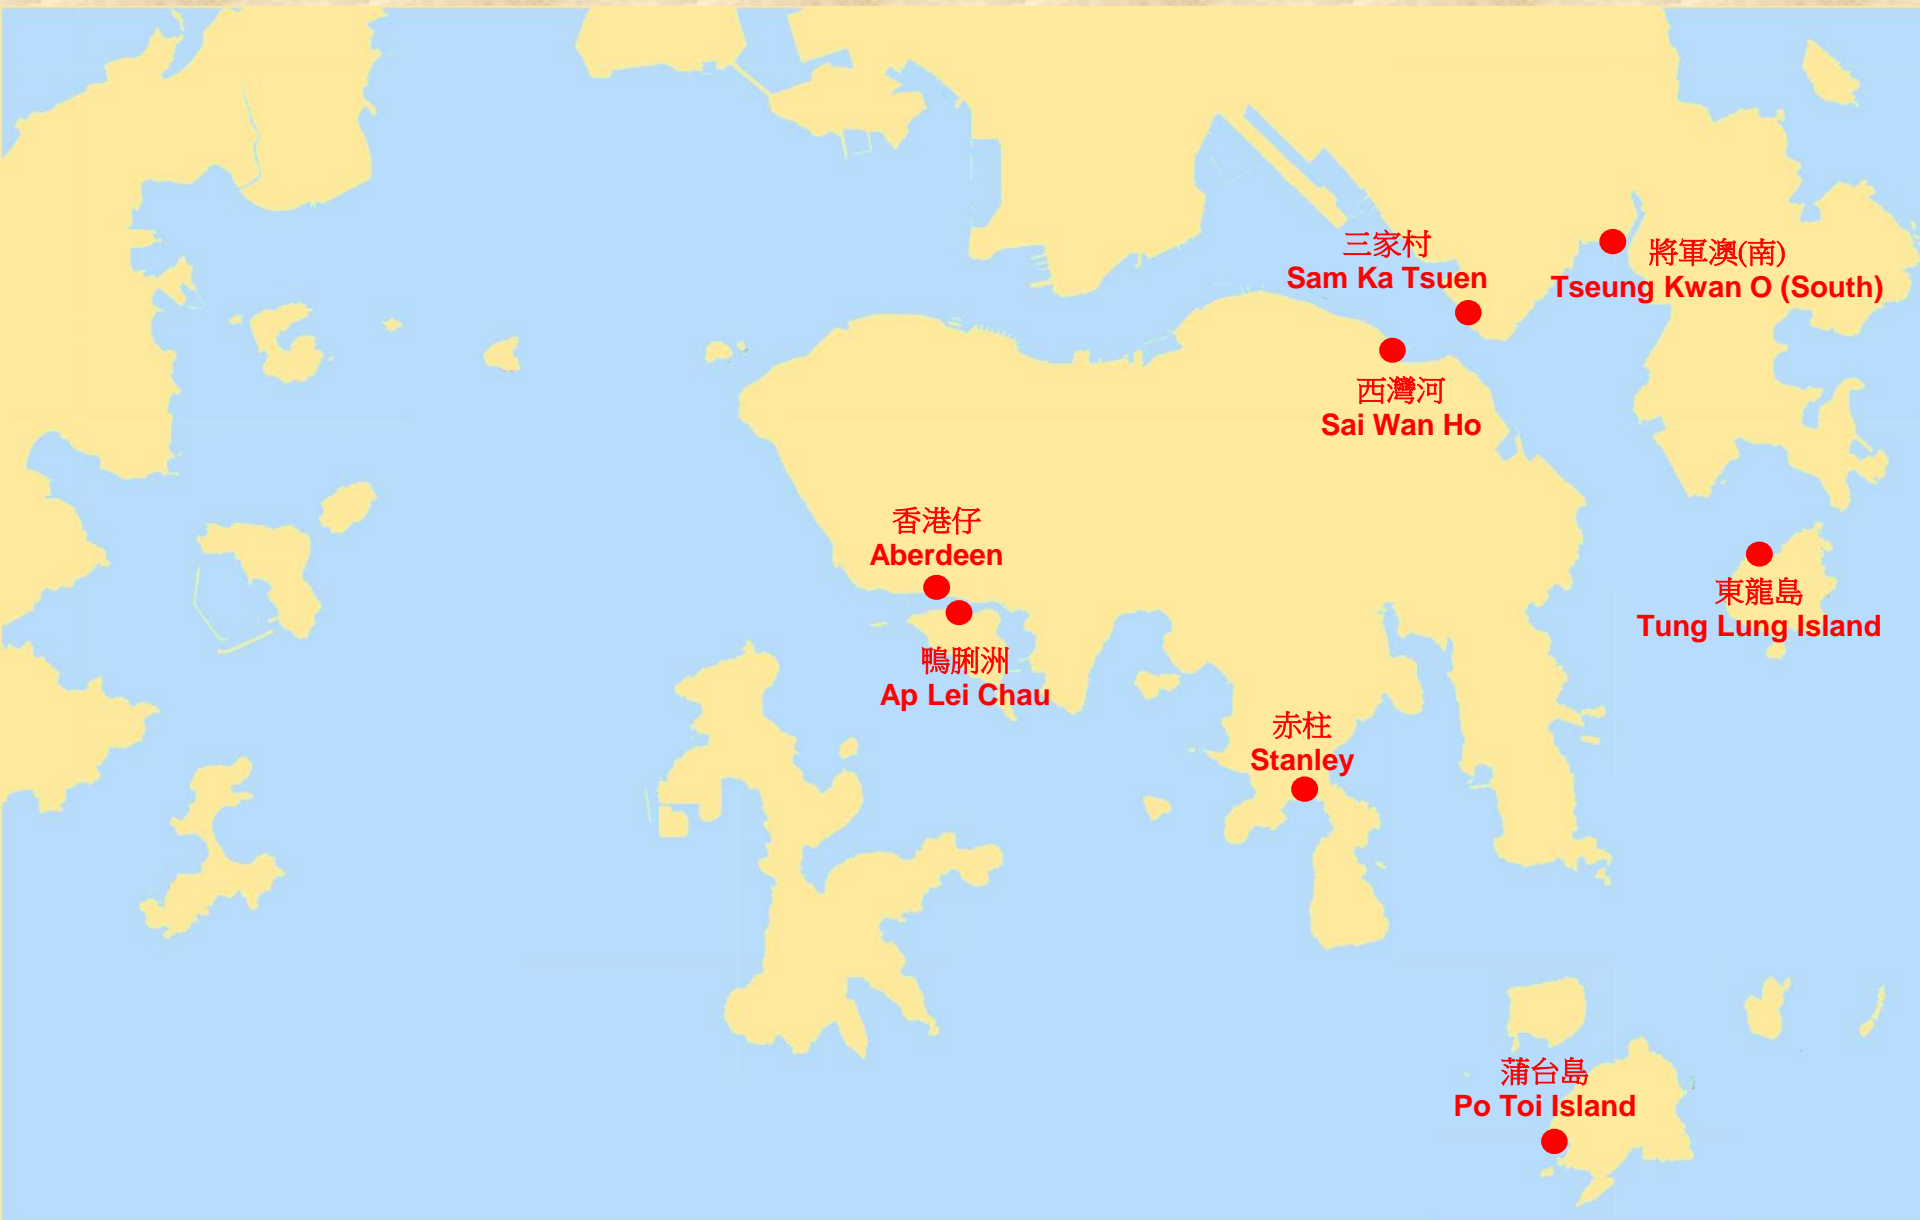 三家村
Sam Ka Tsuen
將軍澳(南)
Tseung Kwan O (South)
西灣河
Sai Wan Ho
香港仔
Aberdeen
東龍島
Tung Lung Island
鴨脷洲
Ap Lei Chau
赤柱
Stanley
蒲台島
Po Toi Island